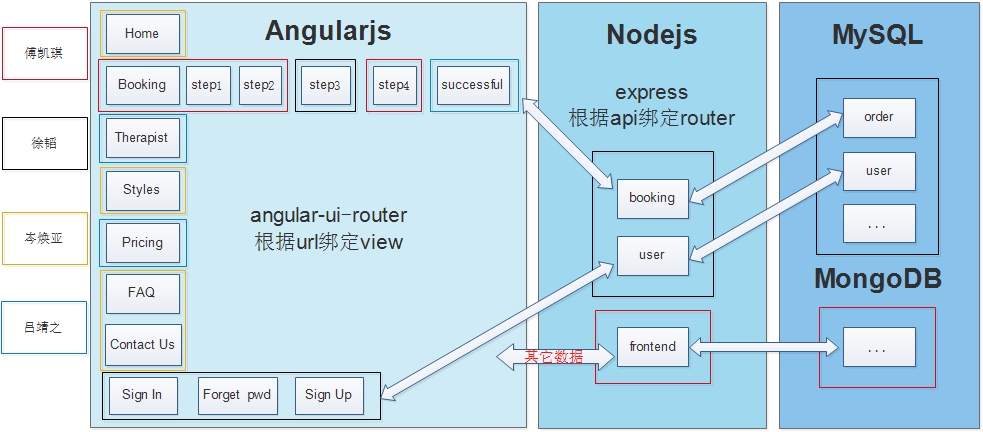 傅凯琪
徐韬
岑焕亚
吕靖之
Angularjs
Home
Booking
step1
step2
step3
step4
successful
Therapist
Styles
angular-ui-router
根据url绑定view
Pricing
FAQ
Contact Us
Sign In
Forget pwd
Sign Up
Nodejs
express
根据api绑定router
booking
user
其它数据
frontend
MySQL
order
user
...
MongoDB
...